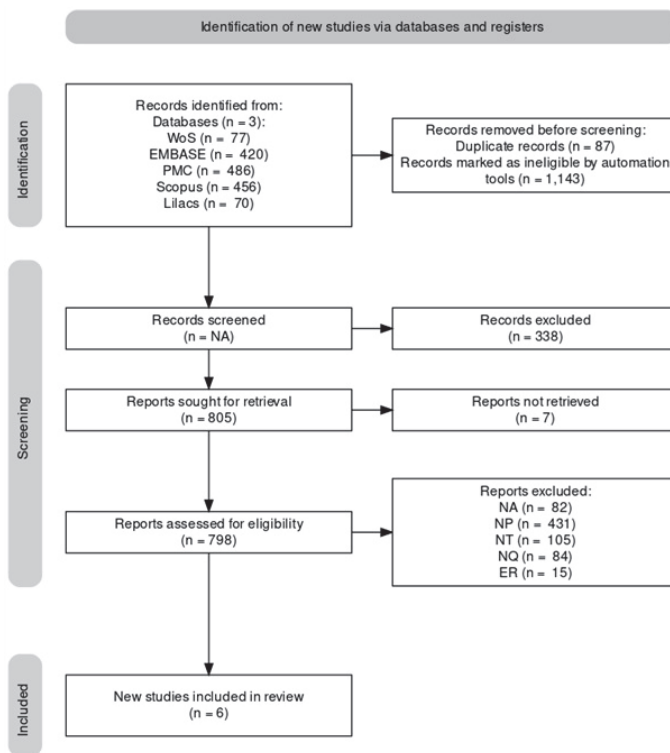 Identification of new studies via databases and registers
Identification
Records identified from:
Databases (n = 3):
WoS (n = 77
EMBASE (n = 420
PMC (n = 486
Scopus (n = 456
Lilacs (n = 70)
Records removed before screening:
Duplicate records (n = 87)
Records marked as ineligible by automation
tools (n = 1,143)
Screening
Records screened
(n = NA)
Records excluded
(n = 338)
Reports sought for retrieval
(n = 805)
Reports not retrieved
(n = 7)
Reports assessed for eligibility
(n = 798)
Reports excluded:
NA (n = 82)
NP (n = 431)
NT (n = 105)
NQ (n = 84)
ER (n = 15)
Included
New studies included in review
(n = 6)